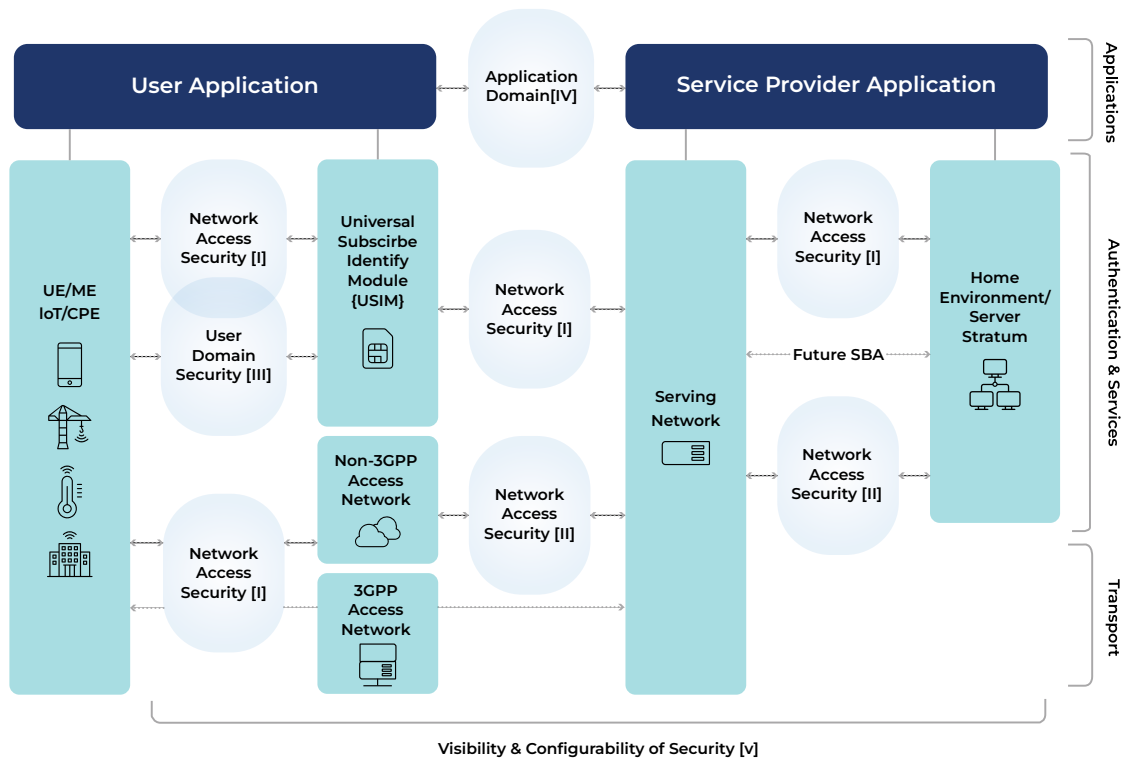 User Application
Application
Domain[IV]
Service Provider Application
Applications
UE/ME
IoT/CPE
Network
Access
Security [I]
User
Domain
Security [III]
Universal
Subscirbe
Identify
Module
{USIM}
Network
Access
Security [I]
Serving
Network
Network
Access
Security [I]
Future SBA
Network
Access
Security [II]
Home
Environment/
Server
Stratum
Authentication & Services
Network
Access
Security [I]
Non-3GPP
Access
Network
Network
Access
Security [II]
3GPP
Access
Network
Transport
Visibility & Configurability of Security [v]